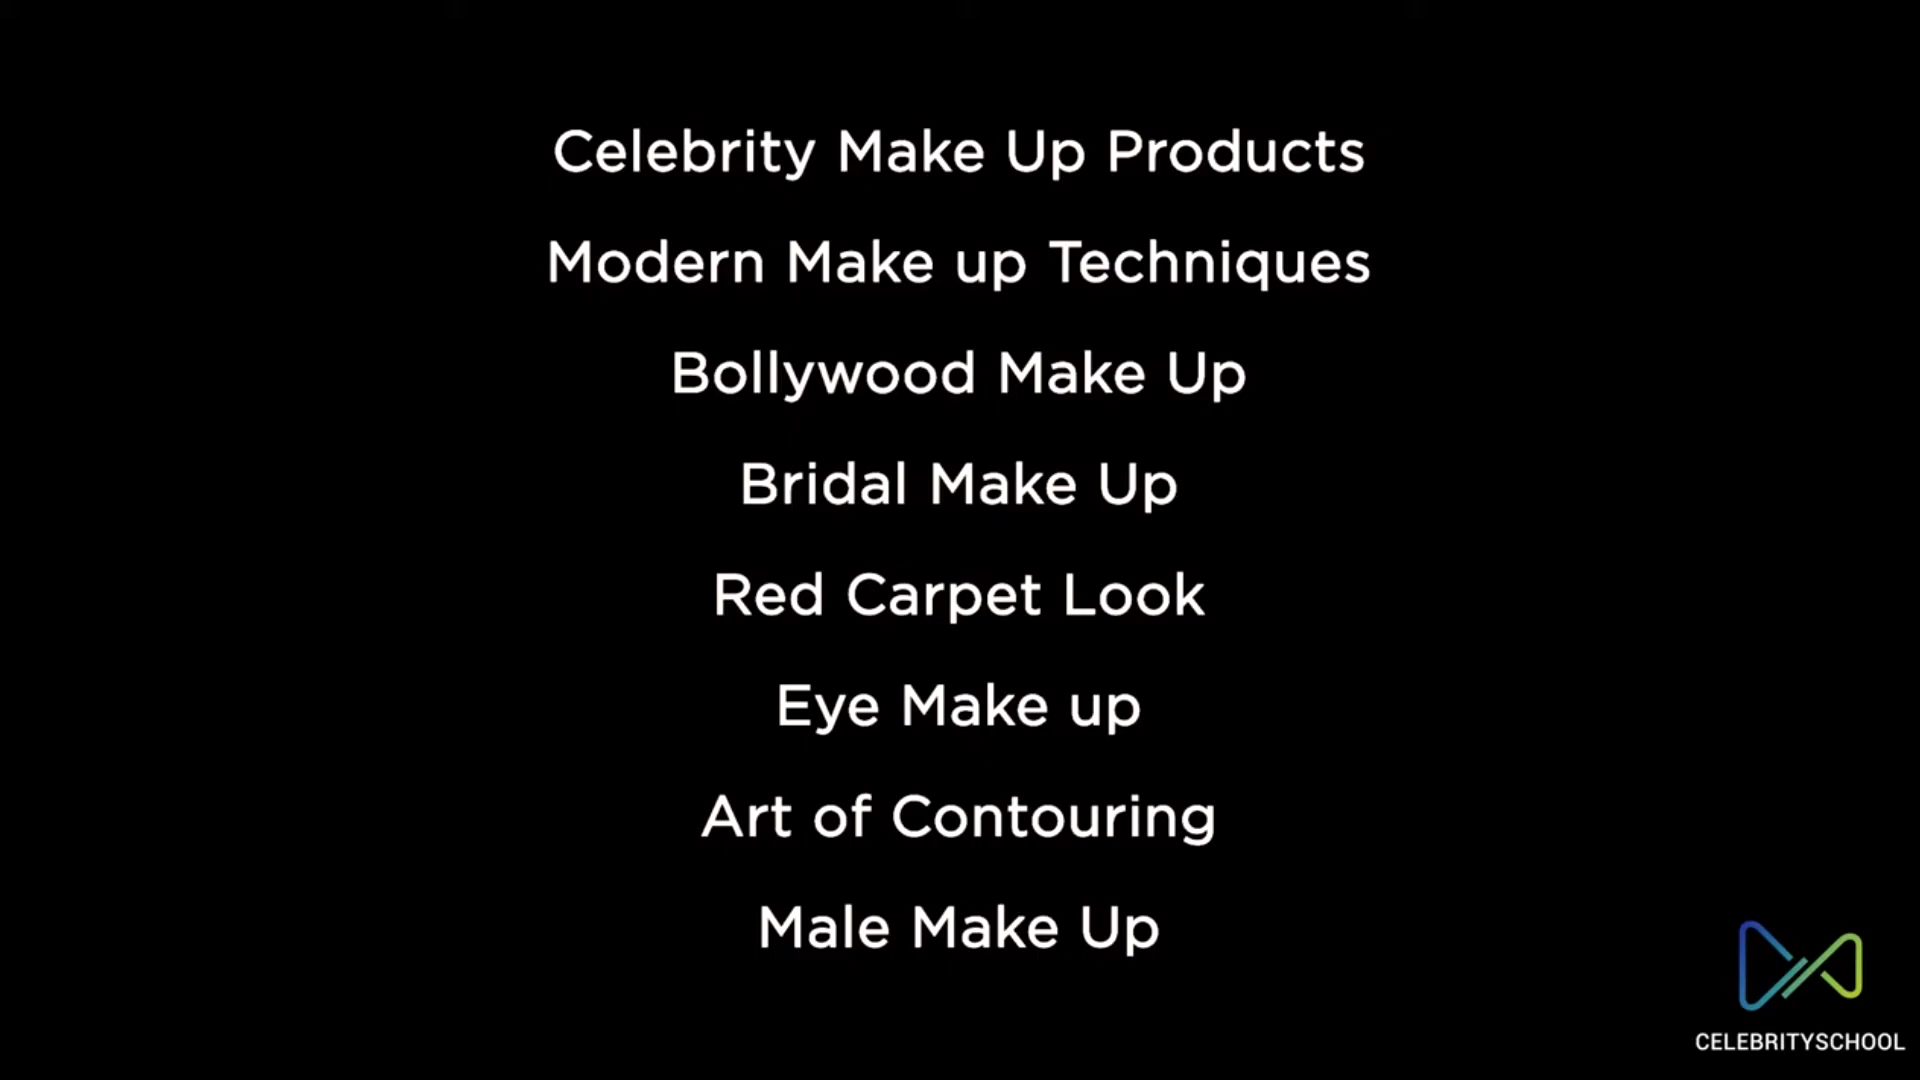 Celebrity Make Up Products
Modern Make up Techniques
Bollywood Make Up
Bridal Make Up
Red Carpet Look
Eye Make up
Art of Contouring
Male Make Up
CELEBRITYSCHOOL